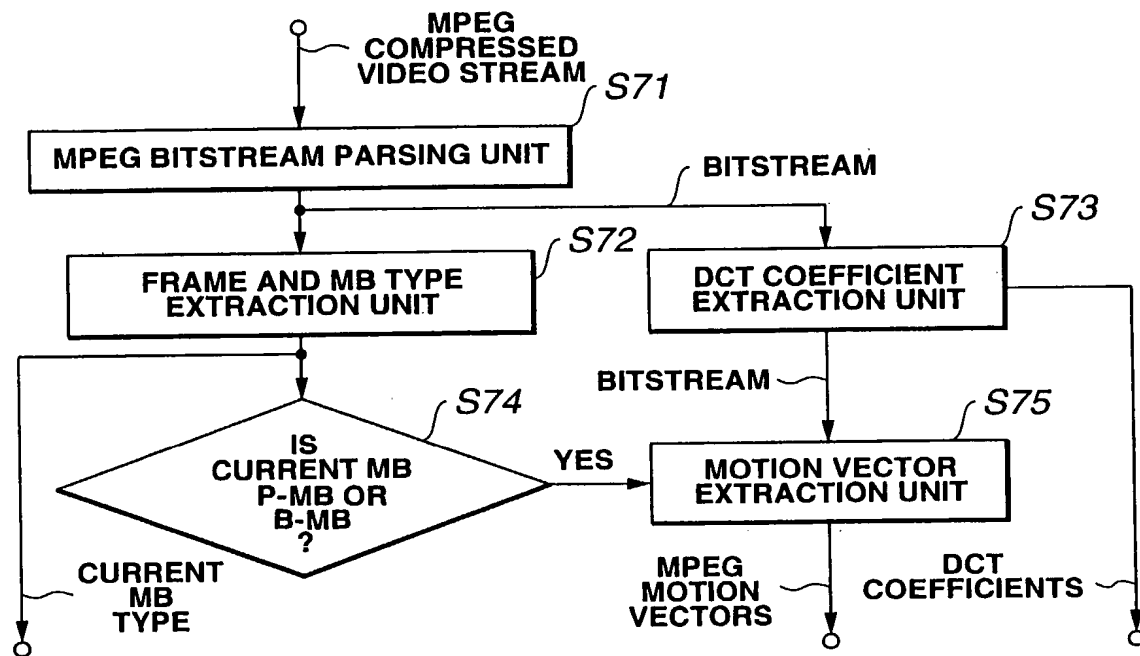 MPEG
COMPRESSED
VIDEO STREAM
S71
MPEG BITSTREAM PARSING UNIT
BITSTREAM
S72
FRAME AND MB TYPE
EXTRACTION UNIT
S73
DCT COEFFICIENT
EXTRACTION UNIT
BITSTREAM
S74
IS
CURRENT MB
P-MB OR
B-MB
?
YES
S75
MOTION VECTOR
EXTRACTION UNIT
CURRENT
MB
TYPE
MPEG
MOTION
VECTORS
DCT
COEFFICIENTS